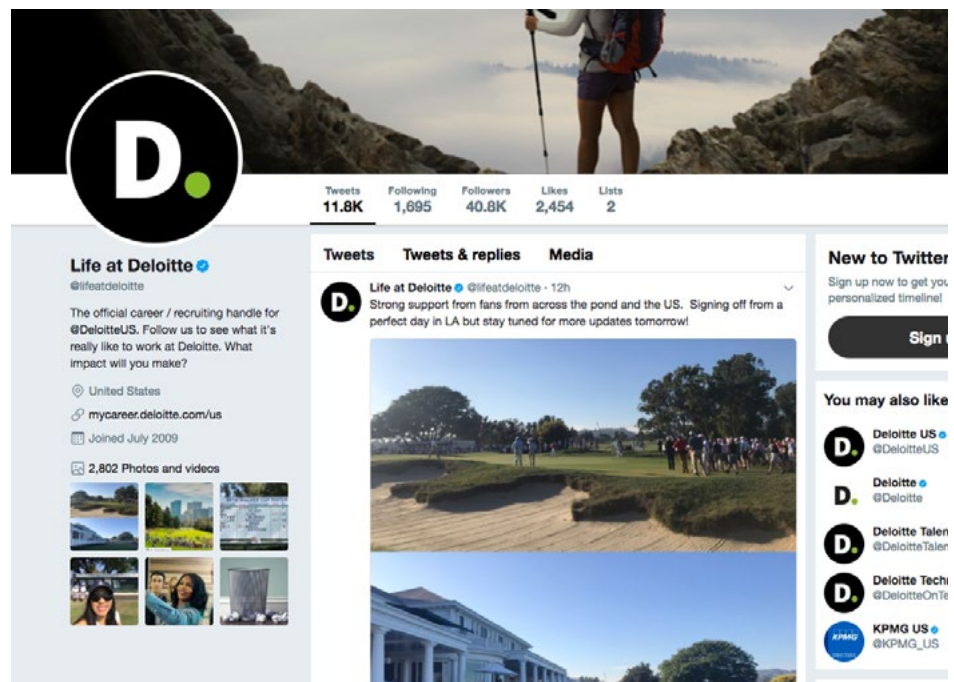 D.
Tweets Following Followers Likes Lists
11.8K 1,695 40.8K 2,454 2
Life at Deloitte
@lifeatdeloitte
The official career / recruiting handle for
@DeloitteUS. Follow us to see what it's
really like to work at Deloitte. What
impact will you make?
United States
mycareer.deloitte.com/us
Joined July 2009
2,802 Photos and videos
Tweets Tweets & replies Media
D.
Life at Deloitte @lifeatdeloitte · 12h
Strong support from fans from across the pond and the US. Signing off from a
perfect day in LA but stay tuned for more updates tomorrow!
New to Twitter
Sign up now to get you
personalized timeline!
Sign
You may also like
D.
Deloitte US
@DeloitteUS
D.
Deloitte
@Deloitte
D.
Deloitte Talen
@DeloitteTalen
D.
Deloitte Techn
@DeloitteOnTe
KPMG
KPMG US
@KPMG_US